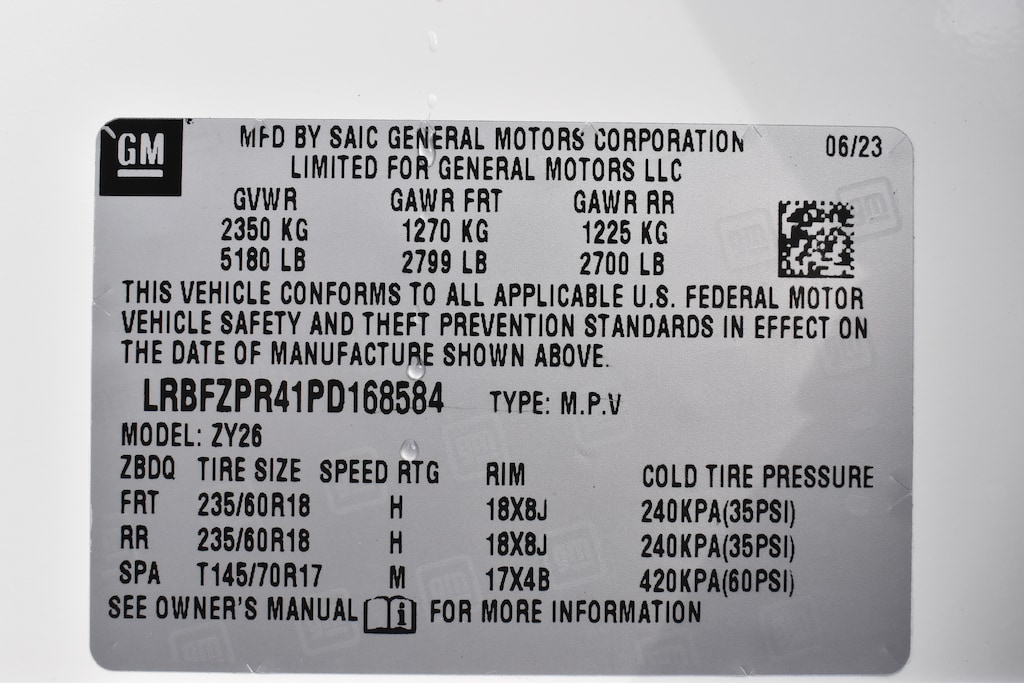 GM
MFD BY SAIC GENERAL MOTORS CORPORATION
LIMITED FOR GENERAL MOTORS LLC
06/23
GVWR GAWR FRT GAWR RR
2350 KG 1270 KG 1225 KG
5180 LB 2799 LB 2700 LB
THIS VEHICLE CONFORMS TO ALL APPLICABLE U.S. FEDERAL MOTOR
VEHICLE SAFETY AND THEFT PREVENTION STANDARDS IN EFFECT ON
THE DATE OF MANUFACTURE SHOWN ABOVE.
LRBFZPR41PD168584 TYPE: M.P.V
MODEL: ZY26
ZBDQ TIRE SIZE SPEED RTG RIM COLD TIRE PRESSURE
FRT 235/60R18 H 18X8J 240KPA(35PSI)
RR 235/60R18 H 18X8J 240KPA(35PSI)
SPA T145/70R17 M 17X4B 420KPA(60PSI)
SEE OWNER'S MANUAL i FOR MORE INFORMATION